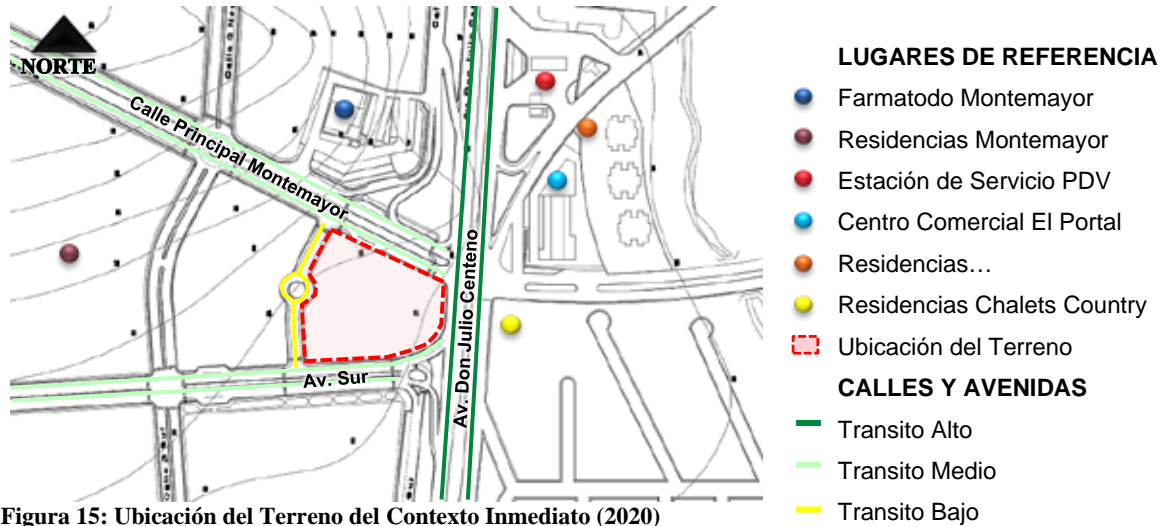 NORTE
Calle Principal Montemayor
Av. Don Julio Centeno
Av. Sur
LUGARES DE REFERENCIA
Farmatodo Montemayor
Residencias Montemayor
Estación de Servicio PDV
Centro Comercial El Portal
Residencias…
Residencias Chalets Country
Ubicación del Terreno
CALLES Y AVENIDAS
Transito Alto
Transito Medio
Transito Bajo
Figura 15: Ubicación del Terreno del Contexto Inmediato (2020)